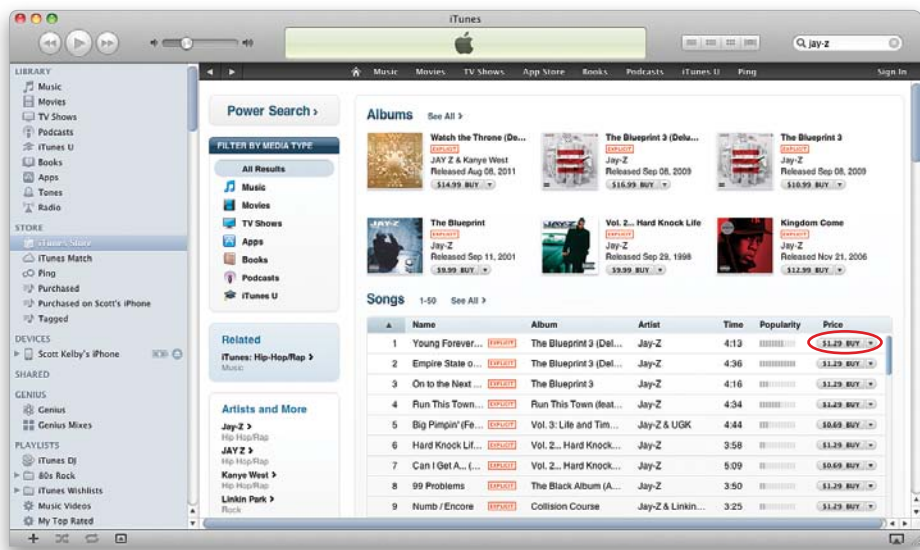 iTunes
jay-z
LIBRARY
Music
Movies
TV Shows
Podcasts
iTunes U
Books
Apps
Tones
Radio
STORE
iTunes Store
iTunes Match
Ping
Purchased
Purchased on Scott's iPhone
Tagged
DEVICES
Scott Kelby's iPhone
SHARED
GENIUS
Genius
Genius Mixes
PLAYLISTS
iTunes DJ
80s Rock
iTunes Wishlists
Music Videos
My Top Rated
Music Movies TV Shows App Store Books Podcasts iTunes U Ping Sign In
Power Search ›
FILTER BY MEDIA TYPE
All Results
Music
Movies
TV Shows
Apps
Books
Podcasts
iTunes U
Related
iTunes: Hip-Hop/Rap ›
Music
Artists and More
Jay-Z ›
Hip Hop/Rap
JAY Z ›
Hip Hop/Rap
Kanye West ›
Hip Hop/Rap
Linkin Park ›
Rock
Albums See All ›
Watch the Throne (De...
EXPLICIT
JAY Z & Kanye West
Released Aug 08, 2011
$14.99 BUY
The Blueprint 3 (Delu...
EXPLICIT
Jay-Z
Released Sep 08, 2009
$16.99 BUY
The Blueprint 3
EXPLICIT
Jay-Z
Released Sep 08, 2009
$10.99 BUY
JAY-Z
The Blueprint
EXPLICIT
Jay-Z
Released Sep 11, 2001
$9.99 BUY
JAY-Z
Vol. 2... Hard Knock Life
EXPLICIT
Jay-Z
Released Sep 29, 1998
$9.99 BUY
Kingdom Come
EXPLICIT
Jay-Z
Released Nov 21, 2006
$12.99 BUY
Songs 1-50 See All ›
Name Album Artist Time Popularity Price
1 Young Forever... EXPLICIT The Blueprint 3 (Del... Jay-Z 4:13 $1.29 BUY
2 Empire State o... EXPLICIT The Blueprint 3 (Del... Jay-Z 4:36 $1.29 BUY
3 On to the Next ... EXPLICIT The Blueprint 3 Jay-Z 4:16 $1.29 BUY
4 Run This Town... EXPLICIT Run This Town (feat... Jay-Z 4:34 $1.29 BUY
5 Big Pimpin' (Fe... EXPLICIT Vol. 3: Life and Tim... Jay-Z & UGK 4:44 $0.69 BUY
6 Hard Knock Lif... EXPLICIT Vol. 2... Hard Knock... Jay-Z 3:58 $1.29 BUY
7 Can I Get A... (... EXPLICIT Vol. 2... Hard Knock... Jay-Z 5:09 $0.69 BUY
8 99 Problems EXPLICIT The Black Album (A... Jay-Z 3:50 $1.29 BUY
9 Numb / Encore EXPLICIT Collision Course Jay-Z & Linkin... 3:25 $1.29 BUY